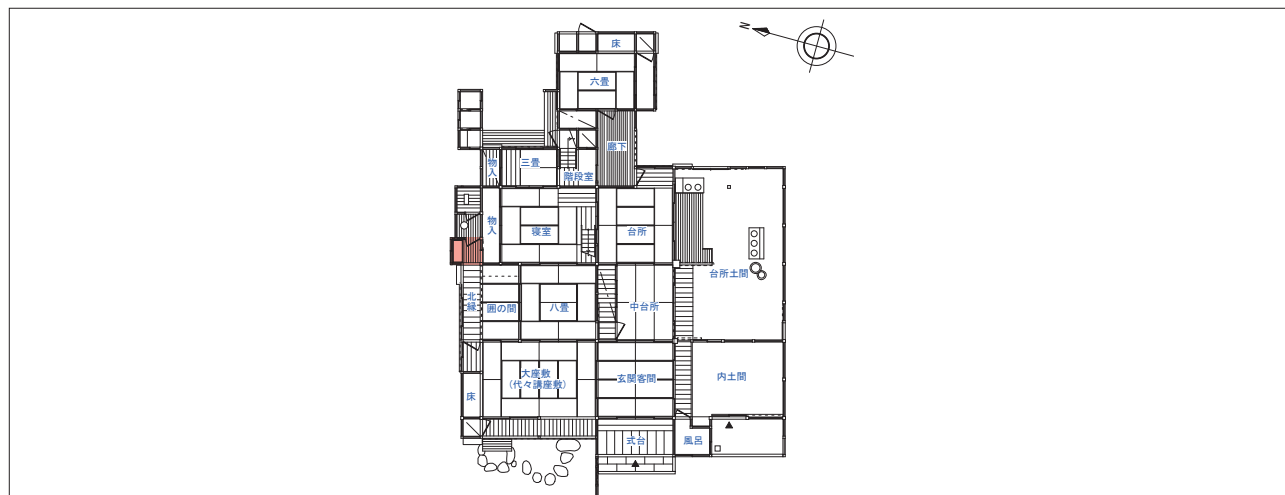 N
床
六畳
廊下
物入
三畳
階段室
物入
寝室
台所
台所土間
北縁
囲の間
八畳
中台所
大座敷
(代々講座敷)
玄関客間
内土間
床
式台
風呂